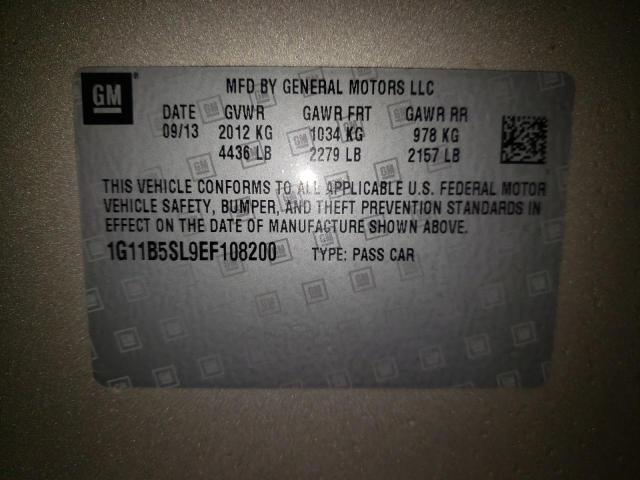 GM
MFD BY GENERAL MOTORS LLC
DATE GVWR GAWR FRT GAWR RR
09/13 2012 KG 1034 KG 978 KG
4436 LB 2279 LB 2157 LB
THIS VEHICLE CONFORMS TO ALL APPLICABLE U.S. FEDERAL MOTOR
VEHICLE SAFETY, BUMPER, AND THEFT PREVENTION STANDARDS IN
EFFECT ON THE DATE OF MANUFACTURE SHOWN ABOVE.
1G11B5SL9EF108200 TYPE: PASS CAR